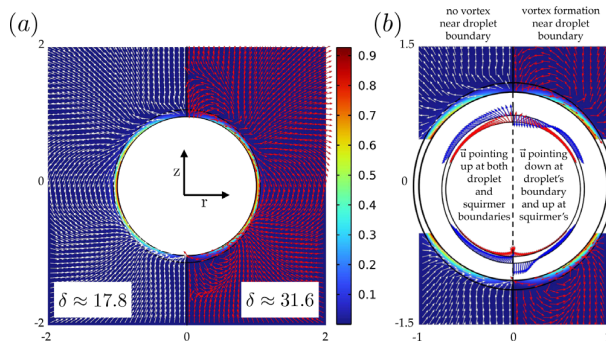 (a)
2
0
-2
-2
0
2
z
r
δ ≈ 17.8
δ ≈ 31.6
0.9
0.8
0.7
0.6
0.5
0.4
0.3
0.2
0.1
(b)
no vortex
near droplet
boundary
vortex formation
near droplet
boundary
1.5
0
-1.5
-1
0
1
u⃗ pointing
up at both
droplet
and
squirmer
boundaries
u⃗ pointing
down at
droplet's
boundary
and up at
squirmer's